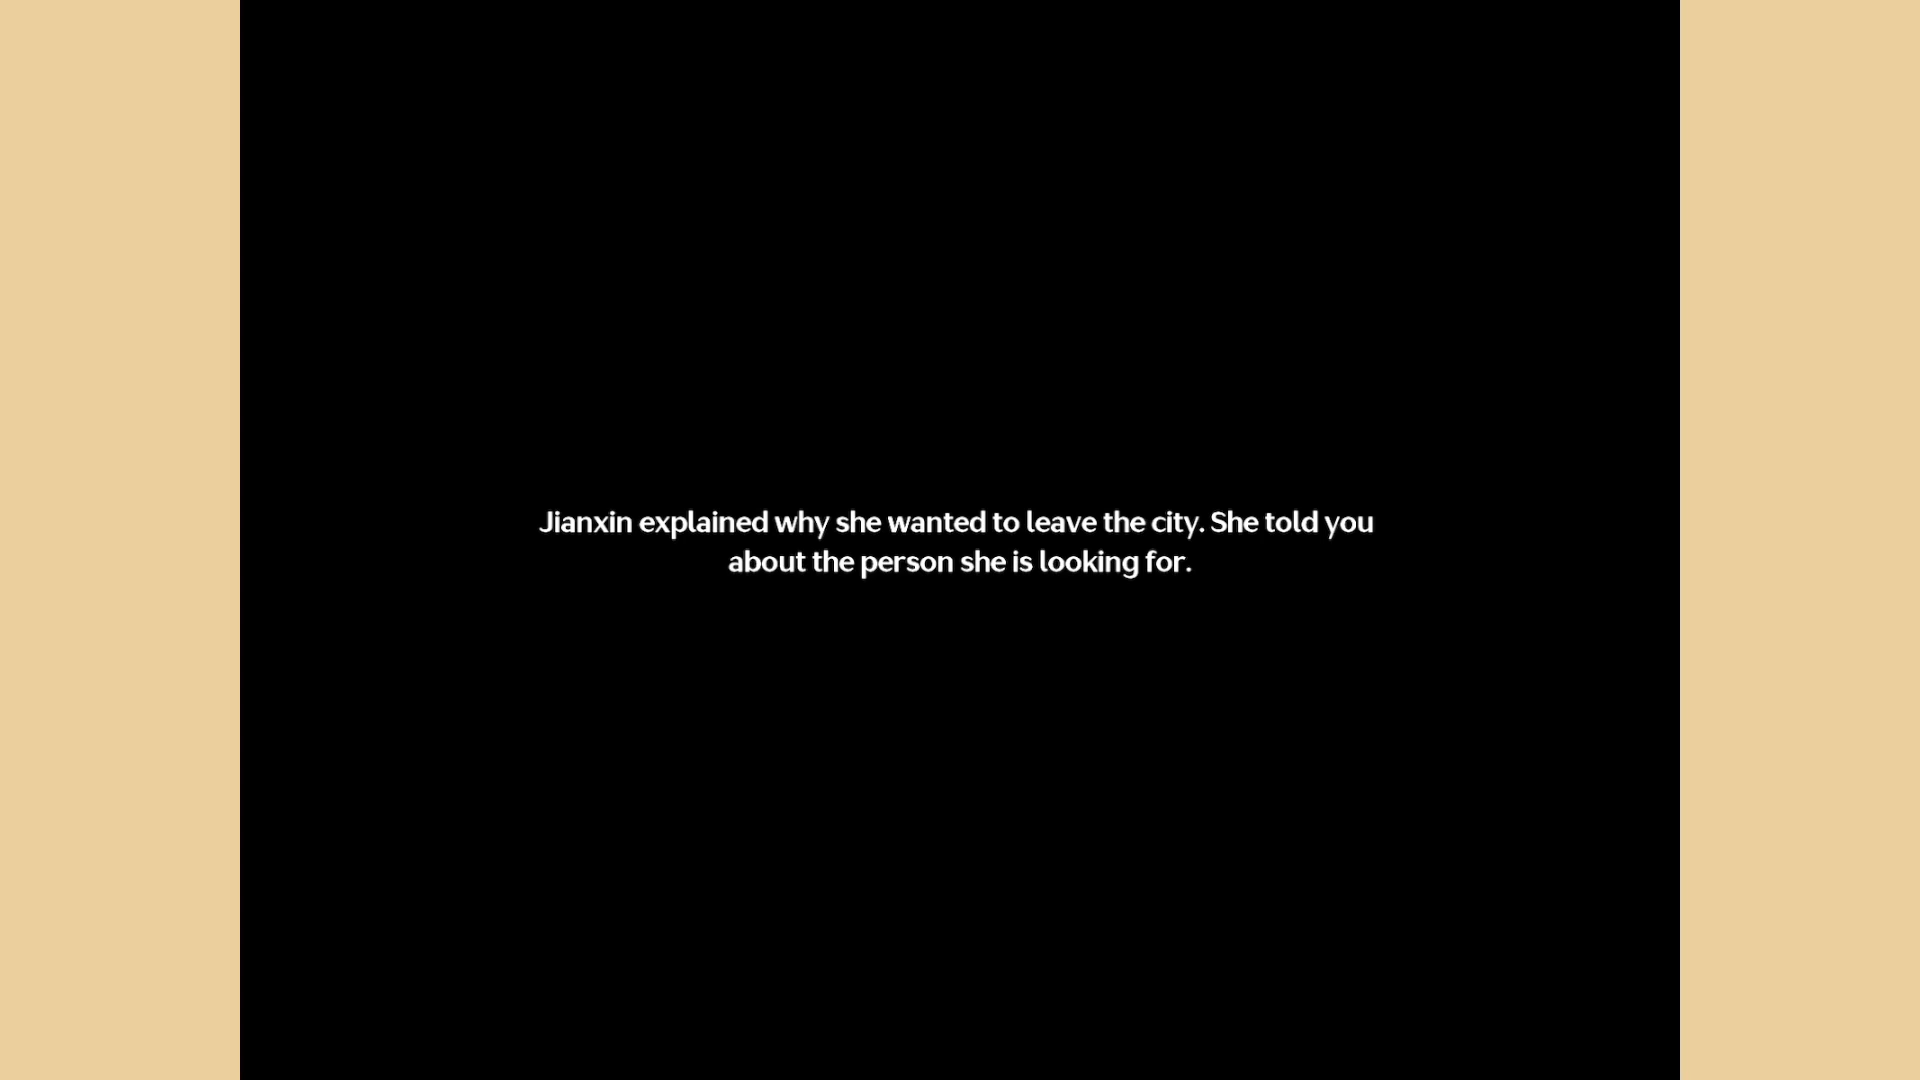 Jianxin explained why she wanted to leave the city. She told you
about the person she is looking for.